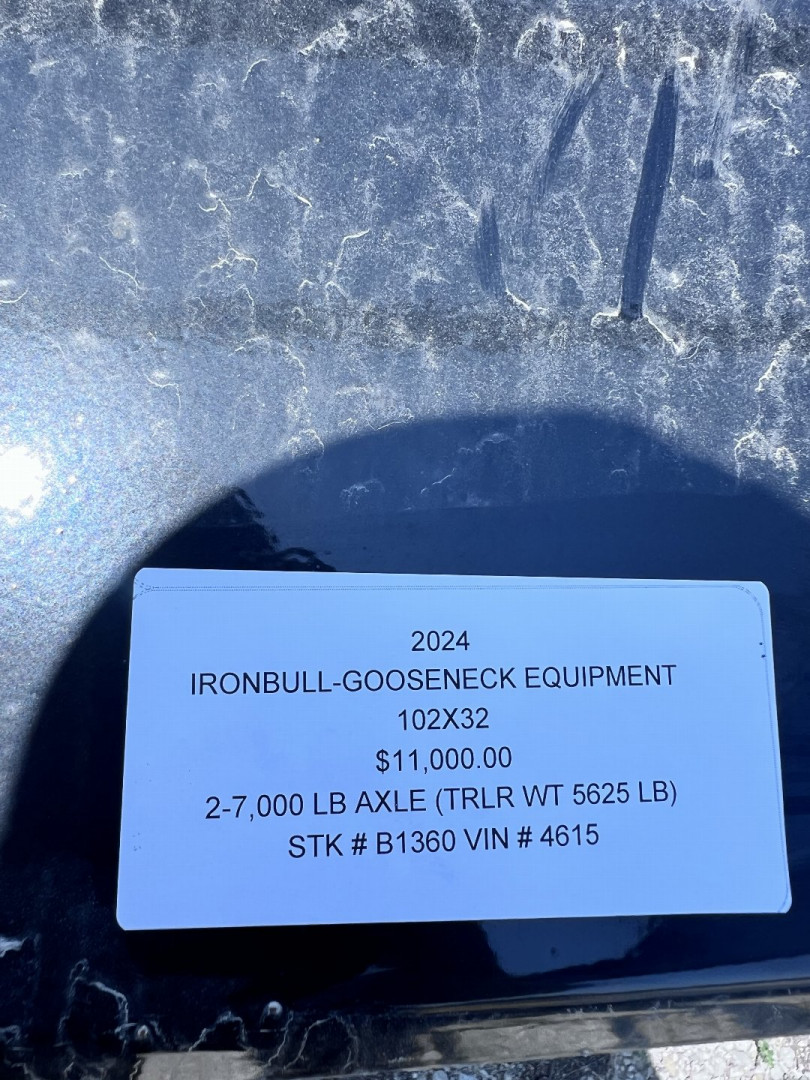 2024
IRONBULL-GOOSENECK EQUIPMENT
102X32
$11,000.00
2-7,000 LB AXLE (TRLR WT 5625 LB)
STK # B1360 VIN # 4615